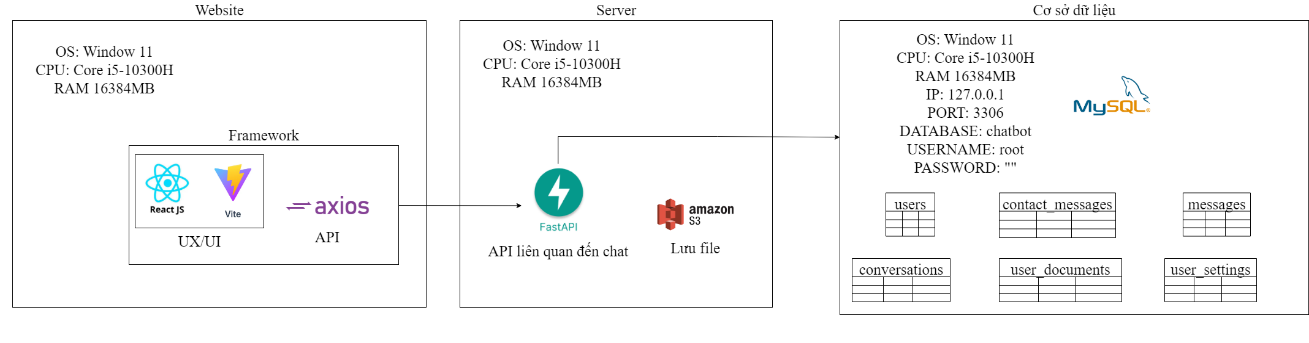 Website
OS: Window 11
CPU: Core i5-10300H
RAM 16384MB
Framework
React JS
Vite
UX/UI
axios
API
Server
OS: Window 11
CPU: Core i5-10300H
RAM 16384MB
FastAPI
API liên quan đến chat
amazon
S3
Lưu file
Cơ sở dữ liệu
OS: Window 11
CPU: Core i5-10300H
RAM 16384MB
IP: 127.0.0.1
PORT: 3306
DATABASE: chatbot
USERNAME: root
PASSWORD: ""
MySQL
users
contact_messages
messages
conversations
user_documents
user_settings